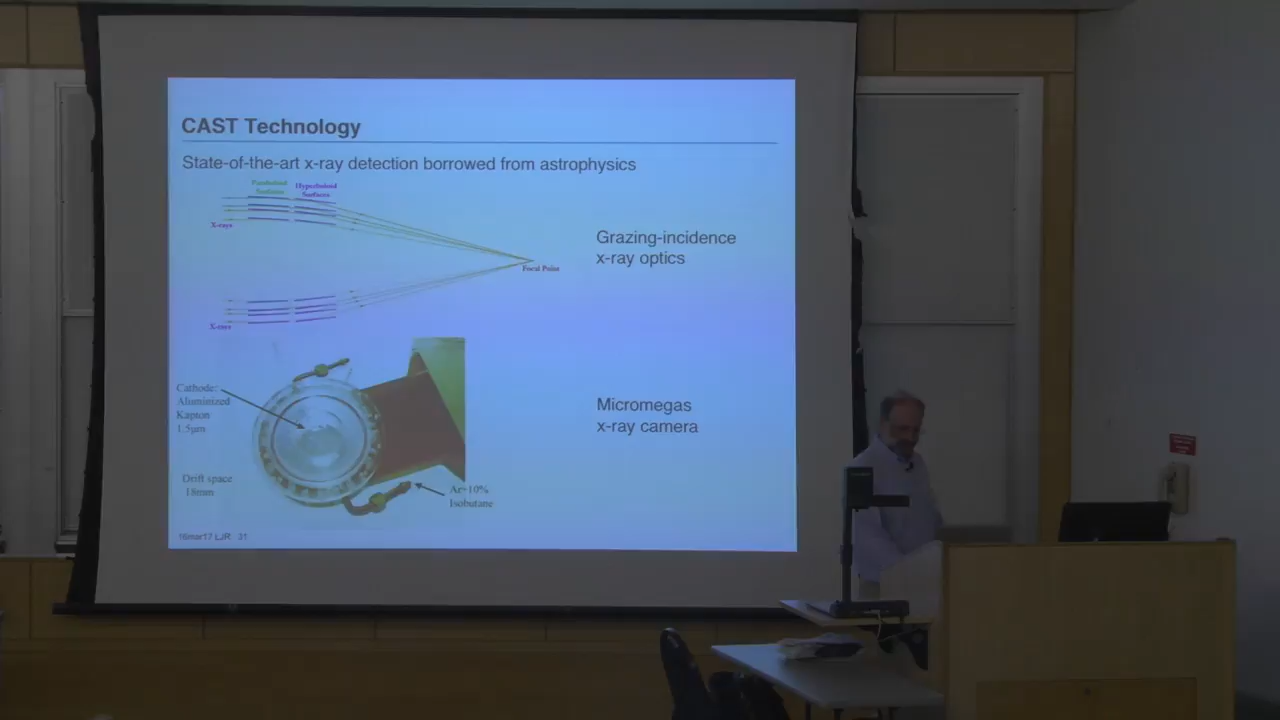 CAST Technology
State-of-the-art x-ray detection borrowed from astrophysics
Paraboloid
Surfaces
Hyperboloid
Surfaces
X-rays
Focal Point
X-rays
Grazing-incidence
x-ray optics
Cathode:
Aluminized
Kapton
1.5µm
Drift space
18mm
Ar+10%
Isobutane
Micromegas
x-ray camera
16mar17 LJR 31